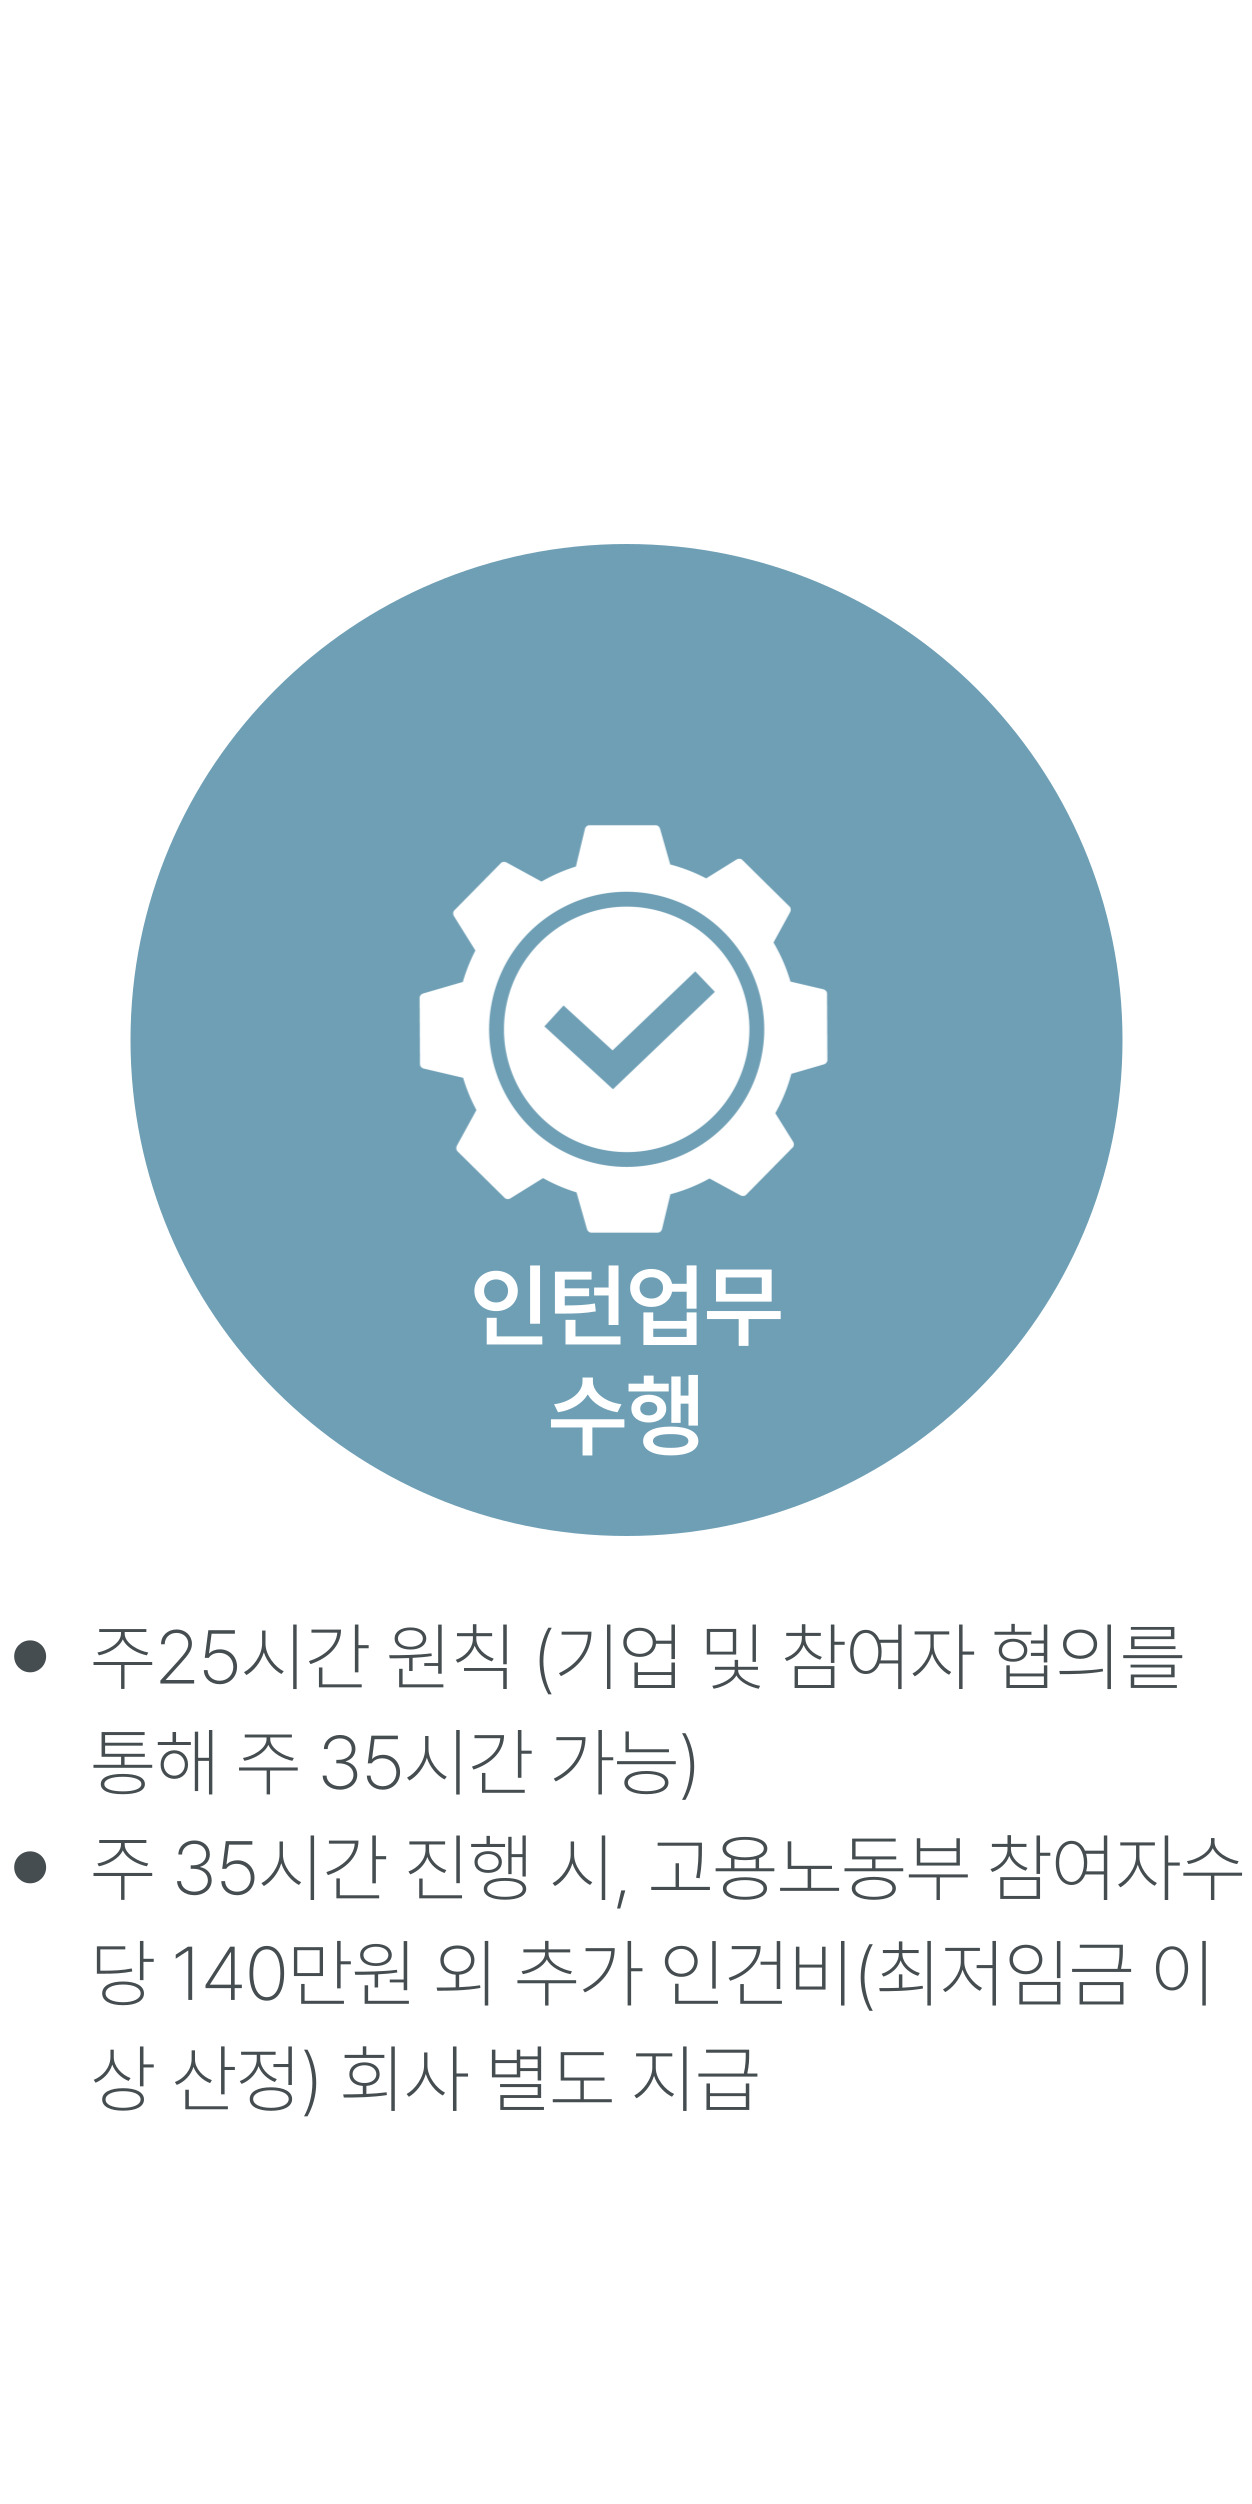 인턴업무
수행
주25시간 원칙 (기업 및 참여자 협의를
통해 주 35시간 가능)
주 35시간 진행 시, 고용노동부 참여자수
당 140만원 외 추가 인건비(최저임금 이
상 산정) 회사 별도 지급